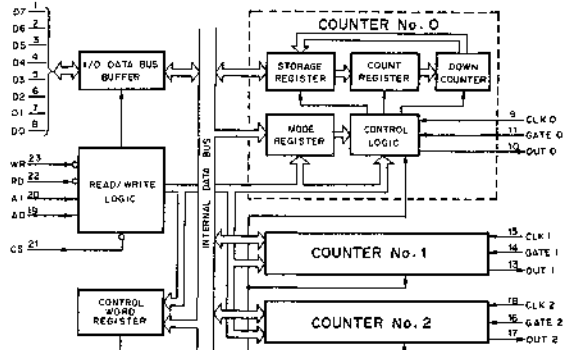 D7 1
D6 2
D5 3
D4 4
D3 5
D2 6
D1 7
D0 8
I/O DATA BUS
BUFFER
WR 23
RD 22
A1 20
A0 19
CS 21
READ/WRITE
LOGIC
CONTROL
WORD
REGISTER
INTERNAL DATA BUS
COUNTER No. 0
STORAGE
REGISTER
COUNT
REGISTER
DOWN
COUNTER
MODE
REGISTER
CONTROL
LOGIC
9 CLK 0
11 GATE 0
10 OUT 0
COUNTER No. 1
15 CLK 1
14 GATE 1
13 OUT 1
COUNTER No. 2
18 CLK 2
16 GATE 2
17 OUT 2